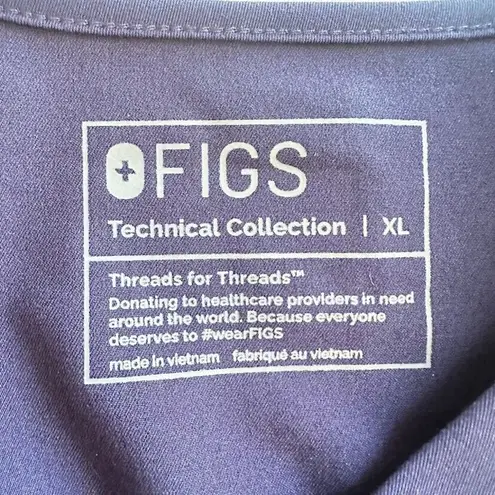 FIGS
Technical Collection | XL
Threads for Threads™
Donating to healthcare providers in need
around the world. Because everyone
deserves to #wearFIGS
made in vietnam fabriqué au vietnam